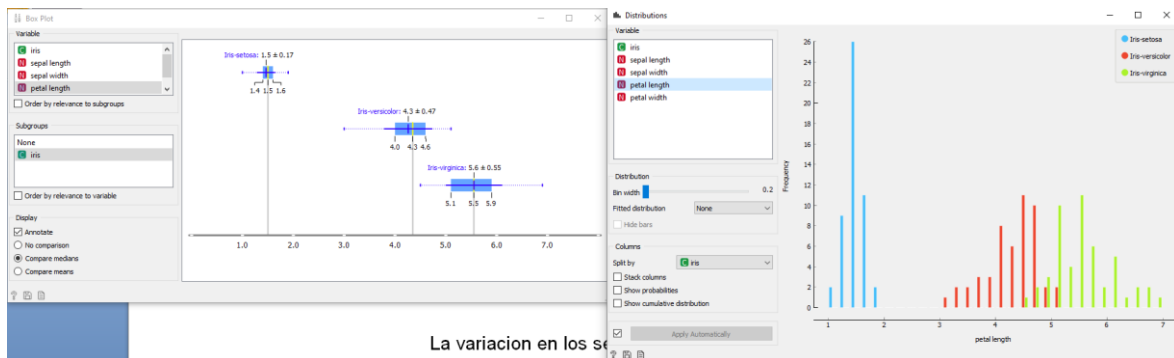 Box Plot
Variable
C iris
N sepal length
N sepal width
N petal length
Order by relevance to subgroups
Subgroups
None
C iris
Order by relevance to variable
Display
Annotate
No comparison
Compare medians
Compare means
Iris-setosa: 1.5 ± 0.17
1.4 1.5 1.6
Iris-versicolor: 4.3 ± 0.47
4.0 4.3 4.6
Iris-virginica: 5.6 ± 0.55
5.1 5.5 5.9
1.0 2.0 3.0 4.0 5.0 6.0 7.0
?
La variacion en los se
Distributions
Variable
C iris
N sepal length
N sepal width
N petal length
N petal width
Distribution
Bin width 0.2
Fitted distribution None
Hide bars
Columns
Split by C iris
Stack columns
Show probabilities
Show cumulative distribution
Apply Automatically
?
Frequency
26
24
22
20
18
16
14
12
10
8
6
4
2
0
1 2 3 4 5 6 7
petal length
Iris-setosa
Iris-versicolor
Iris-virginica